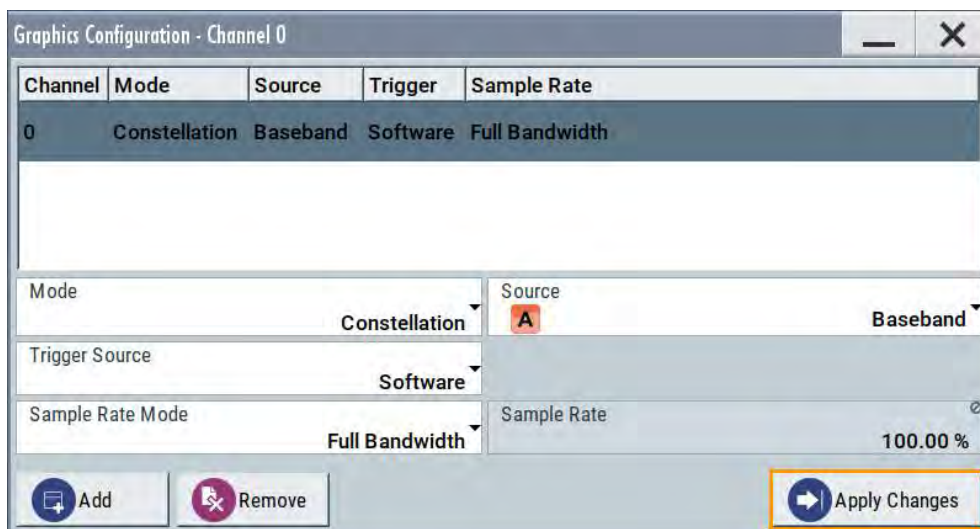 Graphics Configuration - Channel 0
Channel Mode Source Trigger Sample Rate
0 Constellation Baseband Software Full Bandwidth
Mode
Constellation
Source
A Baseband
Trigger Source
Software
Sample Rate Mode
Full Bandwidth
Sample Rate
100.00 %
Add
Remove
Apply Changes